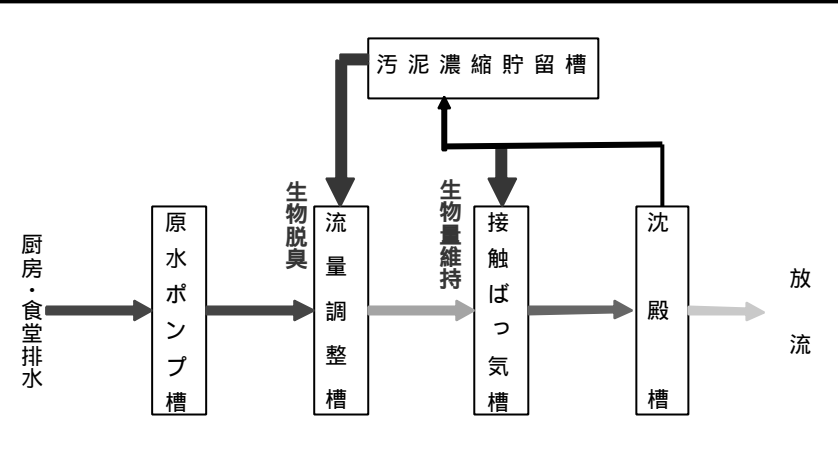 汚泥濃縮貯留槽
生物脱臭
生物量維持
厨房・食堂排水
原水ポンプ槽
流量調整槽
接触ばっ気槽
沈殿槽
放流